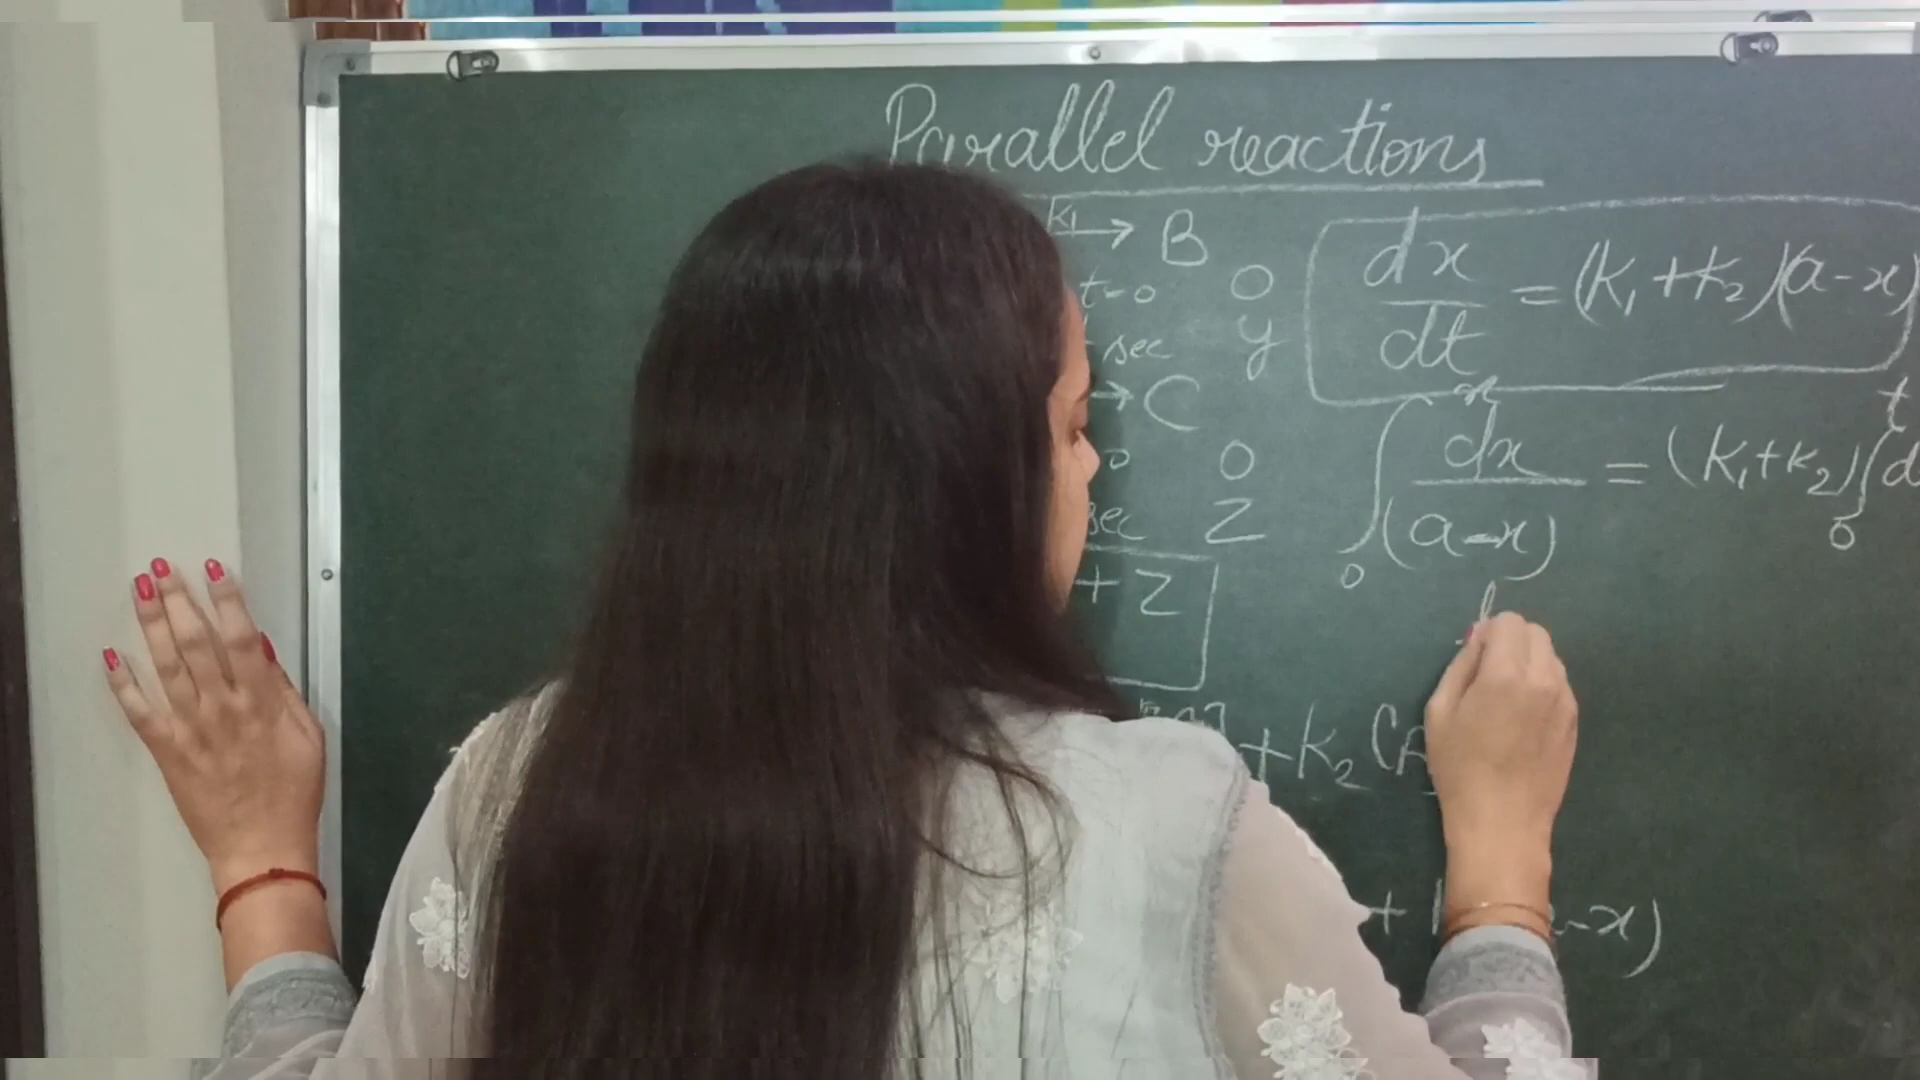 Parallel reactions
K1 → B
t=0 0
t sec y
→ C
0 0
sec Z
+ Z
+ K2 [A
+ -x)
dx/dt = (K1 + K2)(a-x)
∫0^x dx/(a-x) = (K1+K2) ∫0^t d